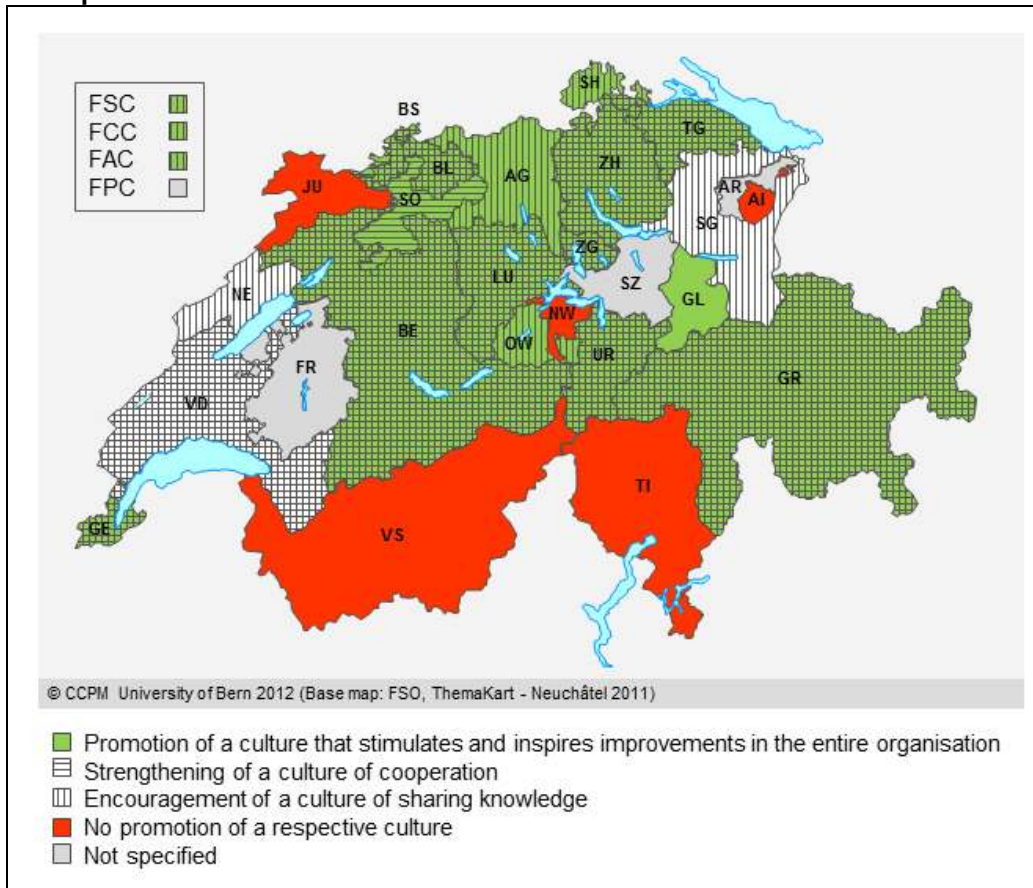 FSC
FCC
FAC
FPC
SH
BS
TG
BL
ZH
AG
JU
AR
SO
AI
SG
ZG
LU
SZ
NE
GL
NW
BE
OW
UR
FR
GR
VD
TI
GE
VS
© CCPM University of Bern 2012 (Base map: FSO, ThemaKart - Neuchâtel 2011)
Promotion of a culture that stimulates and inspires improvements in the entire organisation
Strengthening of a culture of cooperation
Encouragement of a culture of sharing knowledge
No promotion of a respective culture
Not specified